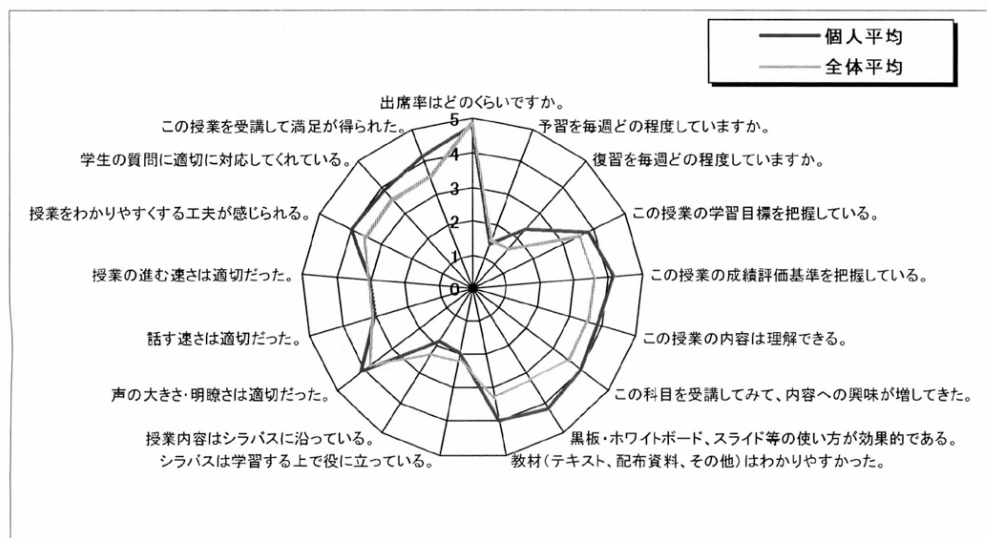 個人平均
全体平均
出席率はどのくらいですか。
予習を毎週どの程度していますか。
復習を毎週どの程度していますか。
この授業の学習目標を把握している。
この授業の成績評価基準を把握している。
この授業の内容は理解できる。
この科目を受講してみて、内容への興味が増してきた。
黒板・ホワイトボード、スライド等の使い方が効果的である。
教材(テキスト、配布資料、その他)はわかりやすかった。
シラバスは学習する上で役に立っている。
授業内容はシラバスに沿っている。
声の大きさ・明瞭さは適切だった。
話す速さは適切だった。
授業の進む速さは適切だった。
授業をわかりやすくする工夫が感じられる。
学生の質問に適切に対応してくれている。
この授業を受講して満足が得られた。
5
4
3
2
1
0